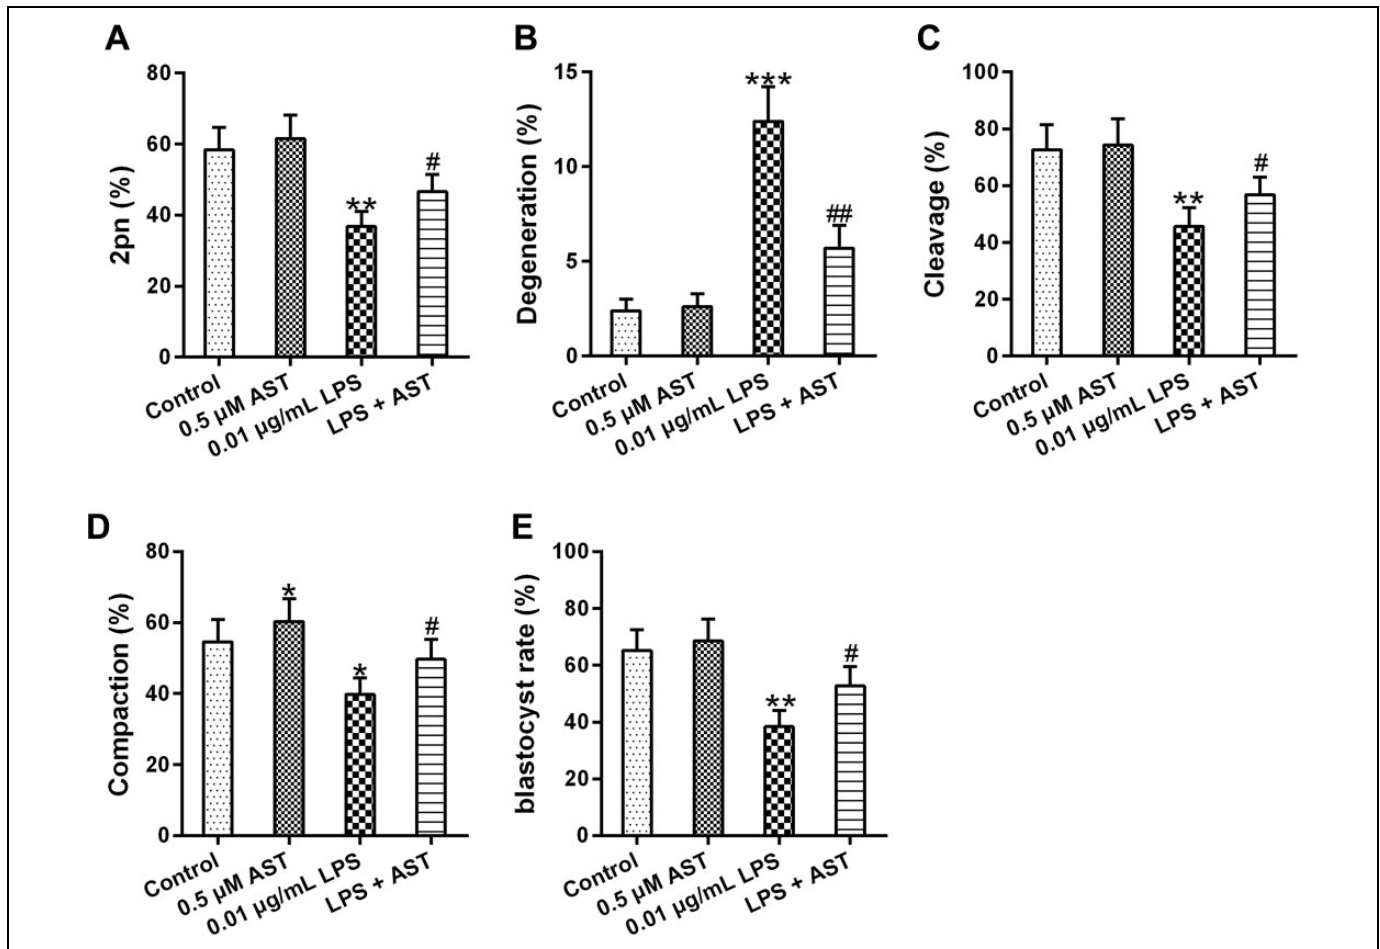 A
2pn (%)
80
60
40
20
0
**
#
Control
0.5 µM AST
0.01 µg/mL LPS
LPS + AST
B
Degeneration (%)
15
10
5
0
***
##
Control
0.5 µM AST
0.01 µg/mL LPS
LPS + AST
C
Cleavage (%)
100
80
60
40
20
0
**
#
Control
0.5 µM AST
0.01 µg/mL LPS
LPS + AST
D
Compaction (%)
80
60
40
20
0
*
*
#
Control
0.5 µM AST
0.01 µg/mL LPS
LPS + AST
E
blastocyst rate (%)
100
80
60
40
20
0
**
#
Control
0.5 µM AST
0.01 µg/mL LPS
LPS + AST